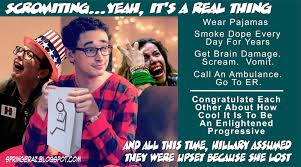 SCROMITING...YEAH, IT'S A REAL THING
Wear Pajamas
Smoke Dope Every
Day For Years
Get Brain Damage.
Scream. Vomit.
Call An Ambulance.
Go To ER.
Congratulate Each
Other About How
Cool It Is To Be
An Enlightened
Progressive
AND ALL THIS TIME, HILLARY ASSUMED
THEY WERE UPSET BECAUSE SHE LOST
SPRINGERAZ.BLOGSPOT.COM